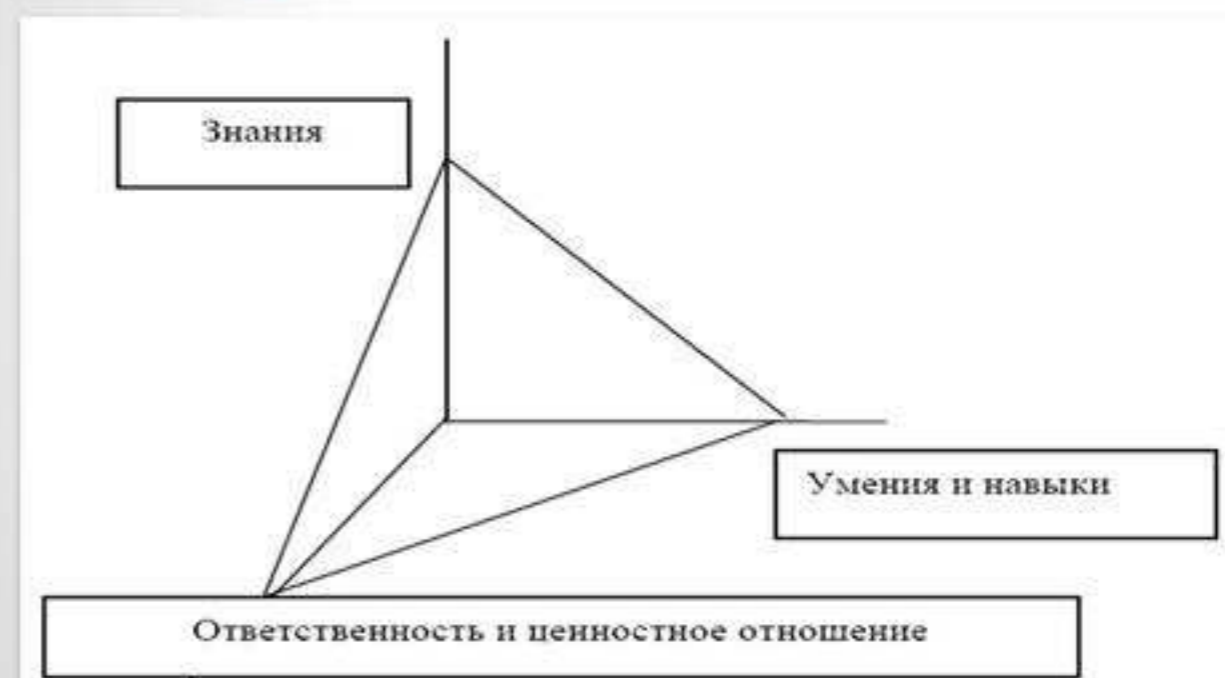 Знания
Умения и навыки
Ответственность и ценностное отношение